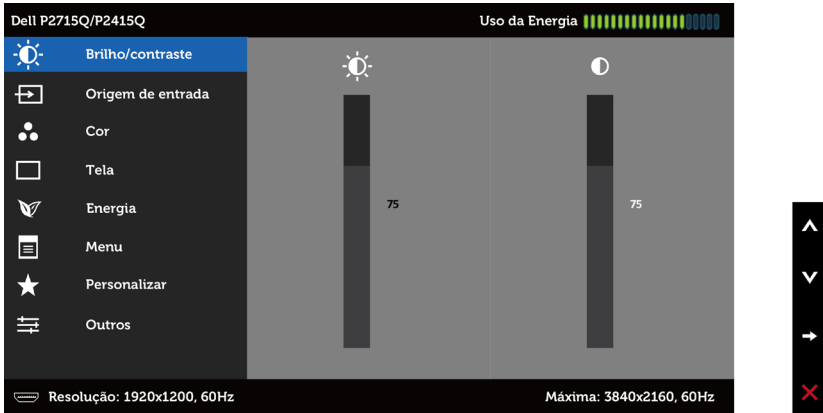 Dell P2715Q/P2415Q Uso da Energia
Brilho/contraste
Origem de entrada
Cor
Tela
Energia
75 75
Menu
Personalizar
Outros
Resolução: 1920x1200, 60Hz Máxima: 3840x2160, 60Hz